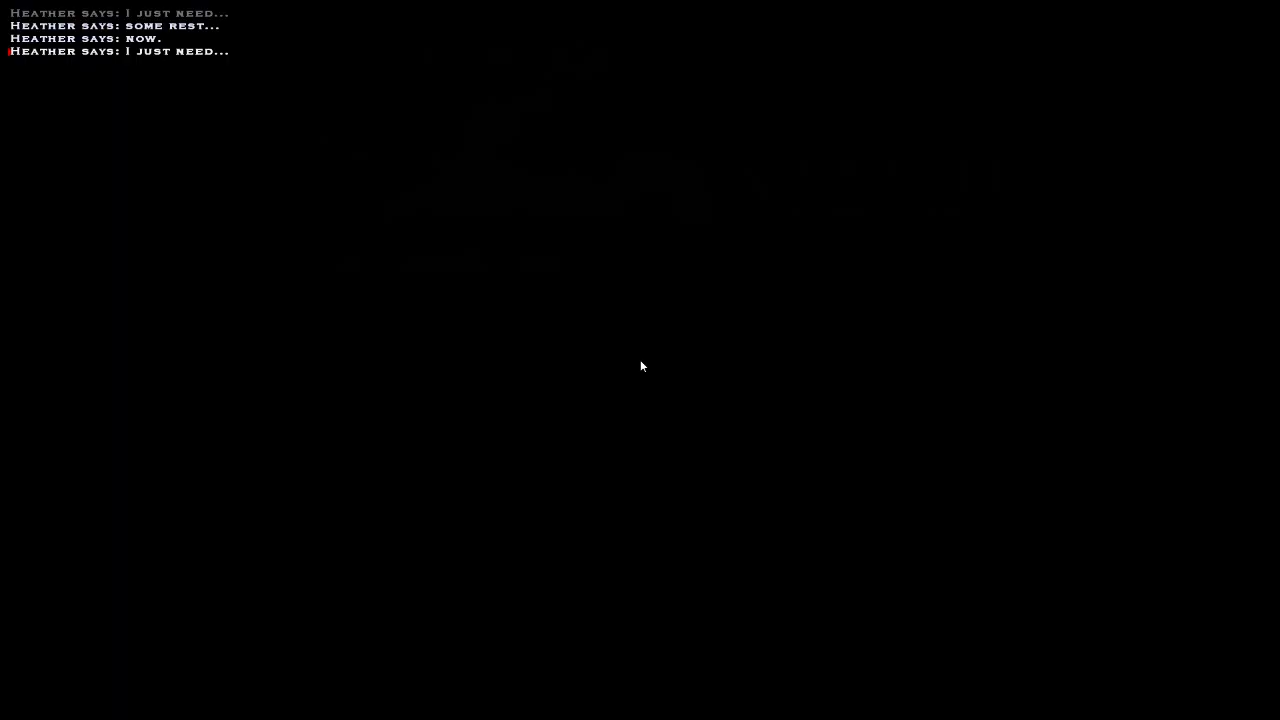 Heather says: I just need...
Heather says: some rest...
Heather says: now.
Heather says: I just need...